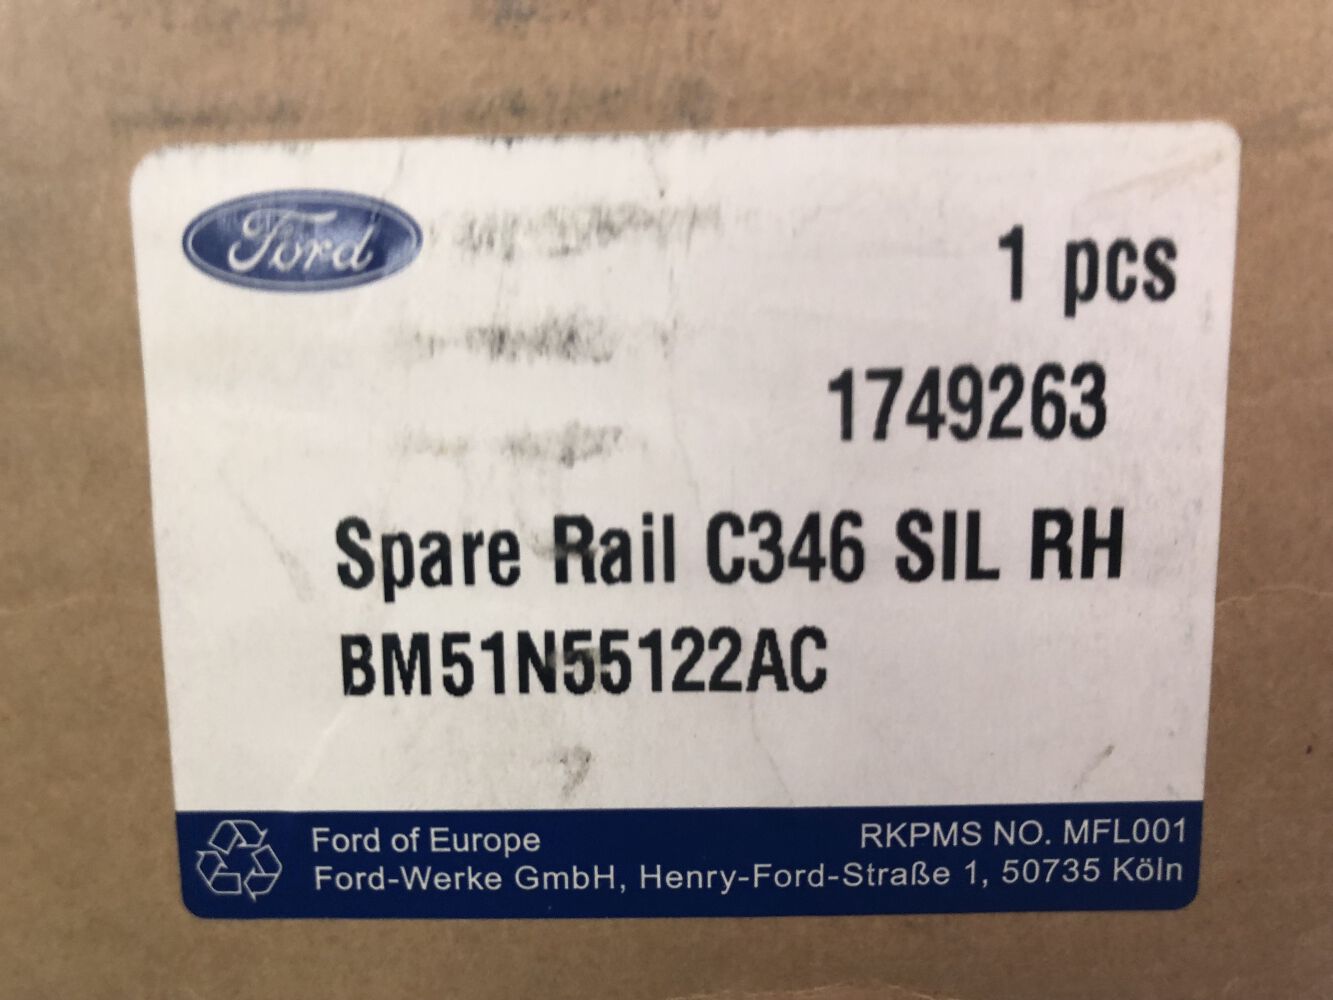 Ford
1 pcs
1749263
Spare Rail C346 SIL RH
BM51N55122AC
Ford of Europe
RKPMS NO. MFL001
Ford-Werke GmbH, Henry-Ford-Straße 1, 50735 Köln